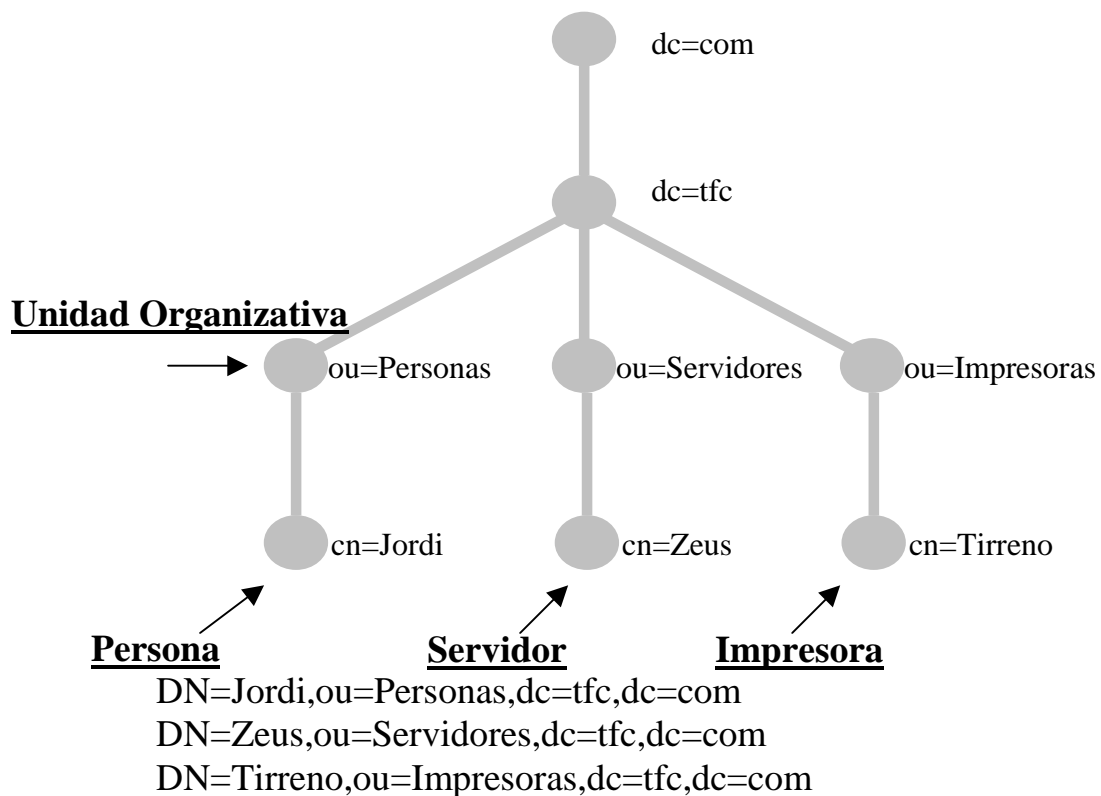 dc=com
dc=tfc
Unidad Organizativa
ou=Personas
ou=Servidores
ou=Impresoras
cn=Jordi
cn=Zeus
cn=Tirreno
Persona
Servidor
Impresora
DN=Jordi,ou=Personas,dc=tfc,dc=com
DN=Zeus,ou=Servidores,dc=tfc,dc=com
DN=Tirreno,ou=Impresoras,dc=tfc,dc=com